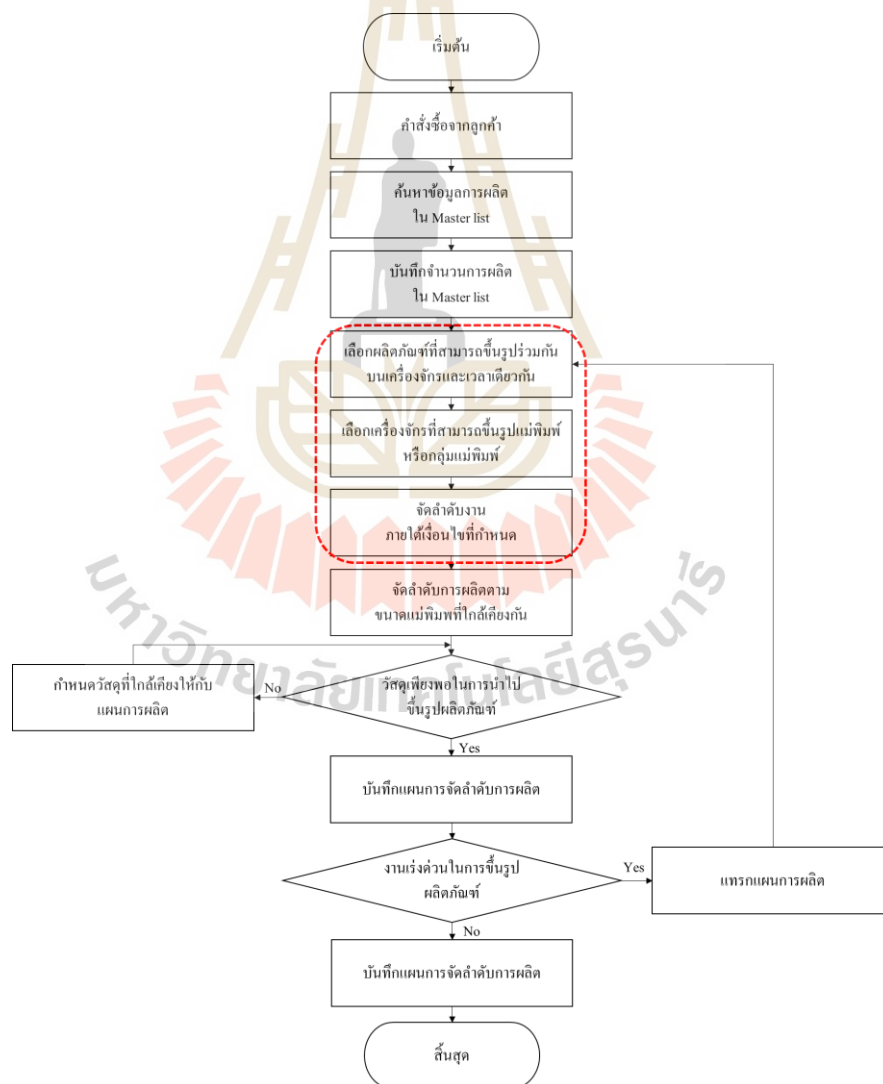 เริ่มต้น
คำสั่งซื้อจากลูกค้า
ค้นหาข้อมูลการผลิต
ใน Master list
บันทึกจำนวนการผลิต
ใน Master list
เลือกผลิตภัณฑ์ที่สามารถขึ้นรูปร่วมกัน
บนเครื่องจักรและเวลาเดียวกัน
เลือกเครื่องจักรที่สามารถขึ้นรูปแม่พิมพ์
หรือกลุ่มแม่พิมพ์
จัดลำดับงาน
ภายใต้เงื่อนไขที่กำหนด
จัดลำดับการผลิตตาม
ขนาดแม่พิมพ์ที่ใกล้เคียงกัน
กำหนดวัสดุที่ใกล้เคียงให้กับ
แผนการผลิต
No
วัสดุเพียงพอในการนำไป
ขึ้นรูปผลิตภัณฑ์
Yes
บันทึกแผนการจัดลำดับการผลิต
งานเร่งด่วนในการขึ้นรูป
ผลิตภัณฑ์
Yes
แทรกแผนการผลิต
No
บันทึกแผนการจัดลำดับการผลิต
สิ้นสุด
มหาวิทยาลัยเทคโนโลยีสุรนารี